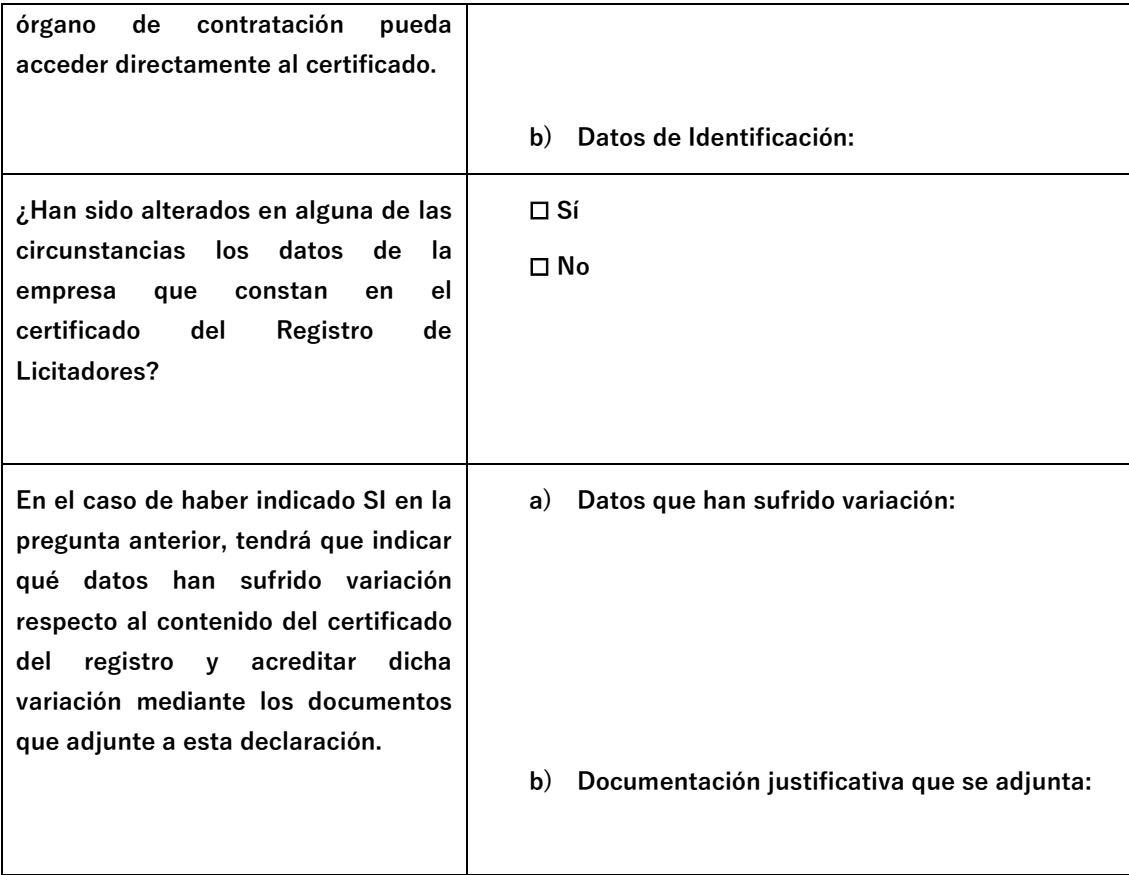 órgano de contratación pueda
acceder directamente al certificado.
b) Datos de Identificación:
¿Han sido alterados en alguna de las
circunstancias los datos de la
empresa que constan en el
certificado del Registro de
Licitadores?
☐ Sí
☐ No
En el caso de haber indicado SI en la
pregunta anterior, tendrá que indicar
qué datos han sufrido variación
respecto al contenido del certificado
del registro y acreditar dicha
variación mediante los documentos
que adjunte a esta declaración.
a) Datos que han sufrido variación:
b) Documentación justificativa que se adjunta: